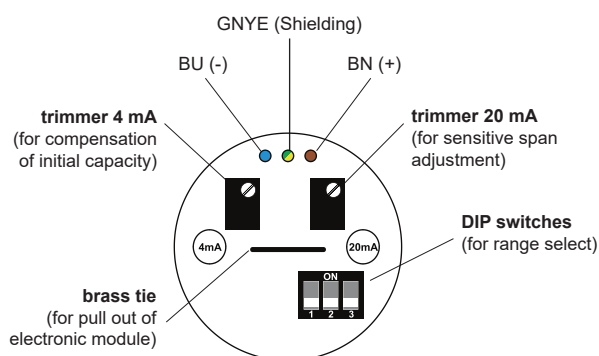 GNYE (Shielding)
BU (-)
BN (+)
trimmer 4 mA
(for compensation
of initial capacity)
trimmer 20 mA
(for sensitive span
adjustment)
4mA
20mA
DIP switches
(for range select)
ON
1 2 3
brass tie
(for pull out of
electronic module)